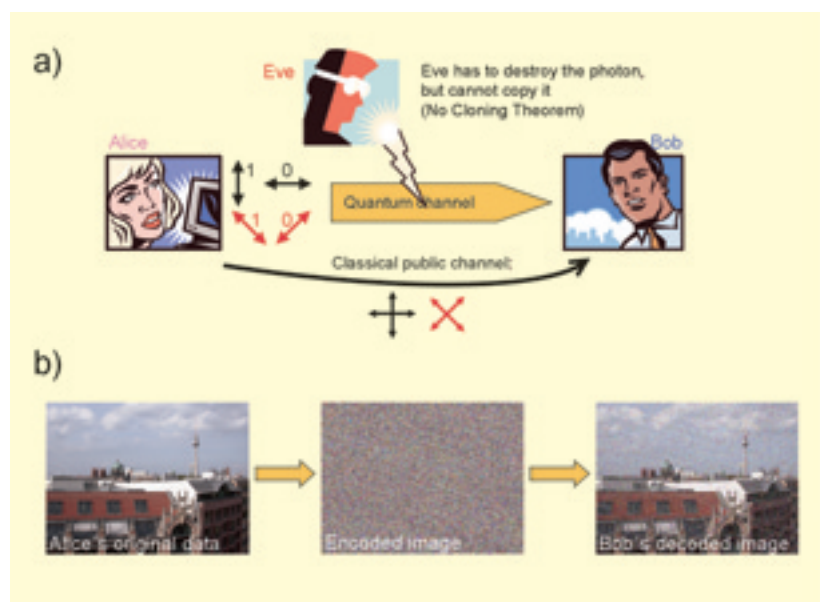 a)
Eve
Eve has to destroy the photon,
but cannot copy it
(No Cloning Theorem)
Alice
Bob
1
0
1
0
Quantum channel
Classical public channel:
b)
Alice's original data
Encoded image
Bob's decoded image